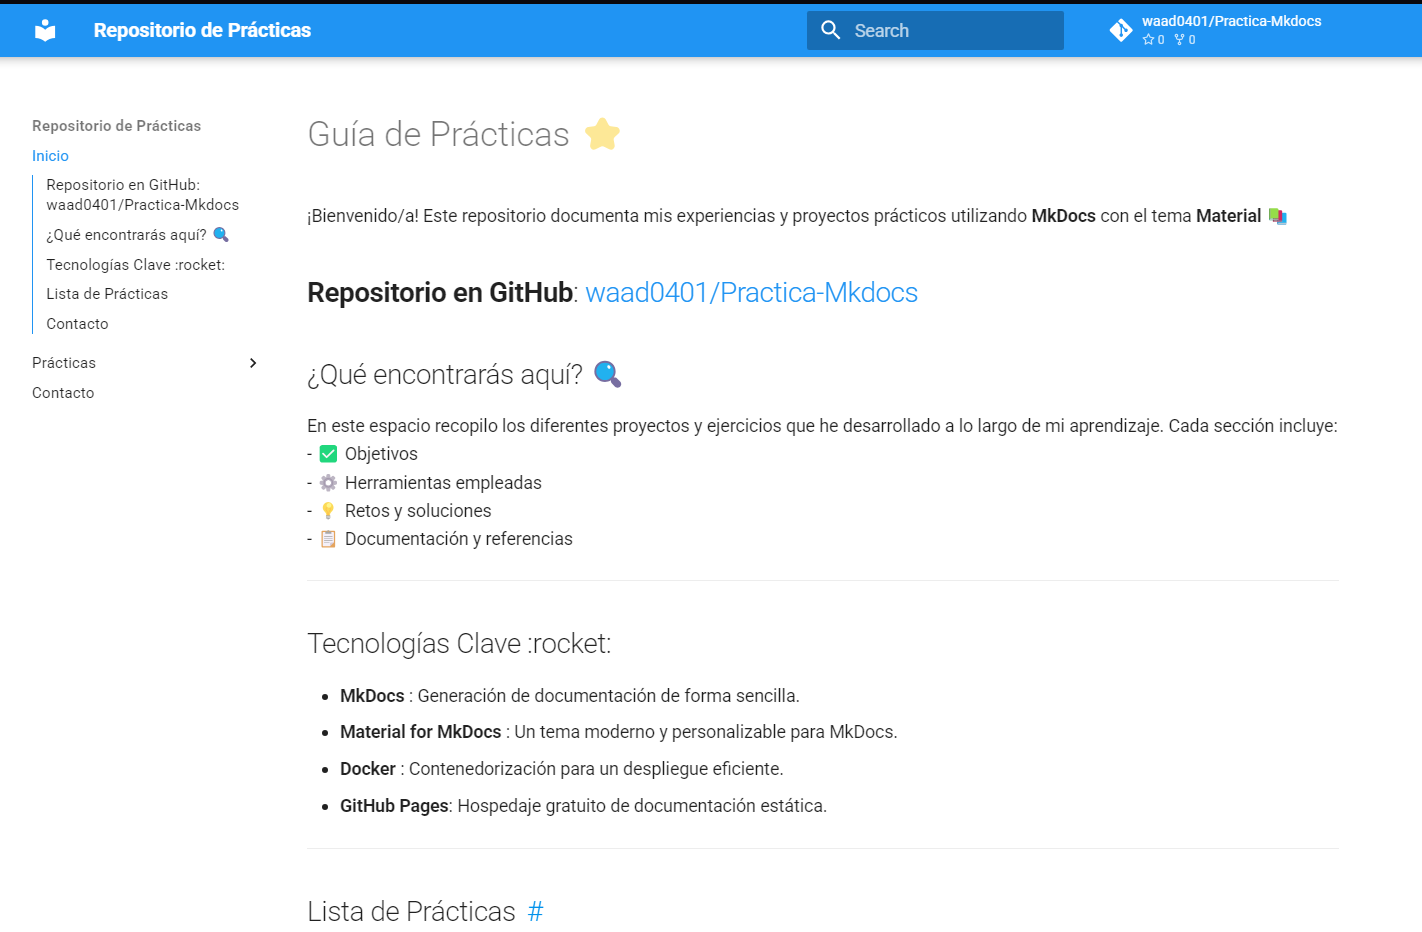 Repositorio de Prácticas
Search
waad0401/Practica-Mkdocs
0 0
Repositorio de Prácticas
Inicio
Repositorio en GitHub:
waad0401/Practica-Mkdocs
¿Qué encontrarás aquí?
Tecnologías Clave :rocket:
Lista de Prácticas
Contacto
Prácticas
Contacto
Guía de Prácticas
¡Bienvenido/a! Este repositorio documenta mis experiencias y proyectos prácticos utilizando MkDocs con el tema Material
Repositorio en GitHub: waad0401/Practica-Mkdocs
¿Qué encontrarás aquí?
En este espacio recopilo los diferentes proyectos y ejercicios que he desarrollado a lo largo de mi aprendizaje. Cada sección incluye:
- ✅ Objetivos
- ⚙️ Herramientas empleadas
- 💡 Retos y soluciones
- 📋 Documentación y referencias
Tecnologías Clave :rocket:
• MkDocs : Generación de documentación de forma sencilla.
• Material for MkDocs : Un tema moderno y personalizable para MkDocs.
• Docker : Contenedorización para un despliegue eficiente.
• GitHub Pages: Hospedaje gratuito de documentación estática.
Lista de Prácticas #